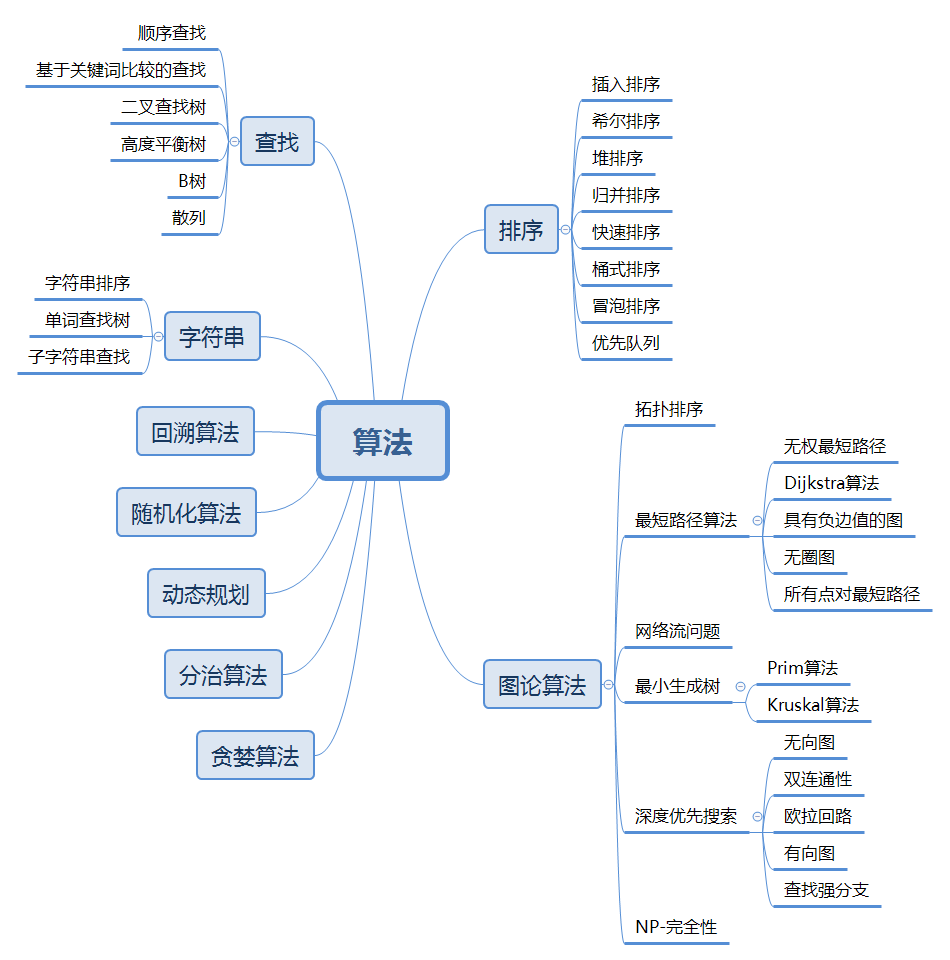 算法
排序
插入排序
希尔排序
堆排序
归并排序
快速排序
桶式排序
冒泡排序
优先队列
图论算法
拓扑排序
最短路径算法
无权最短路径
Dijkstra算法
具有负边值的图
无圈图
所有点对最短路径
网络流问题
最小生成树
Prim算法
Kruskal算法
深度优先搜索
无向图
双连通性
欧拉回路
有向图
查找强分支
NP-完全性
查找
顺序查找
基于关键词比较的查找
二叉查找树
高度平衡树
B树
散列
字符串
字符串排序
单词查找树
子字符串查找
回溯算法
随机化算法
动态规划
分治算法
贪婪算法